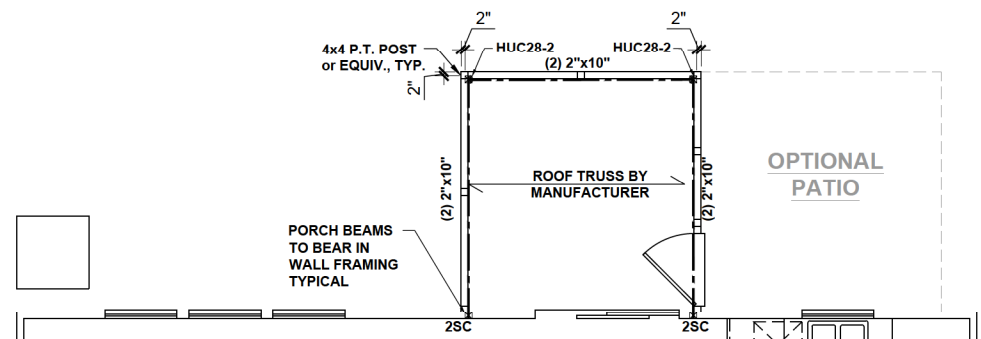 2"
2"
4x4 P.T. POST
or EQUIV., TYP.
HUC28-2
HUC28-2
(2) 2"x10"
2"
(2) 2"x10"
ROOF TRUSS BY
MANUFACTURER
(2) 2"x10"
OPTIONAL
PATIO
PORCH BEAMS
TO BEAR IN
WALL FRAMING
TYPICAL
2SC
2SC